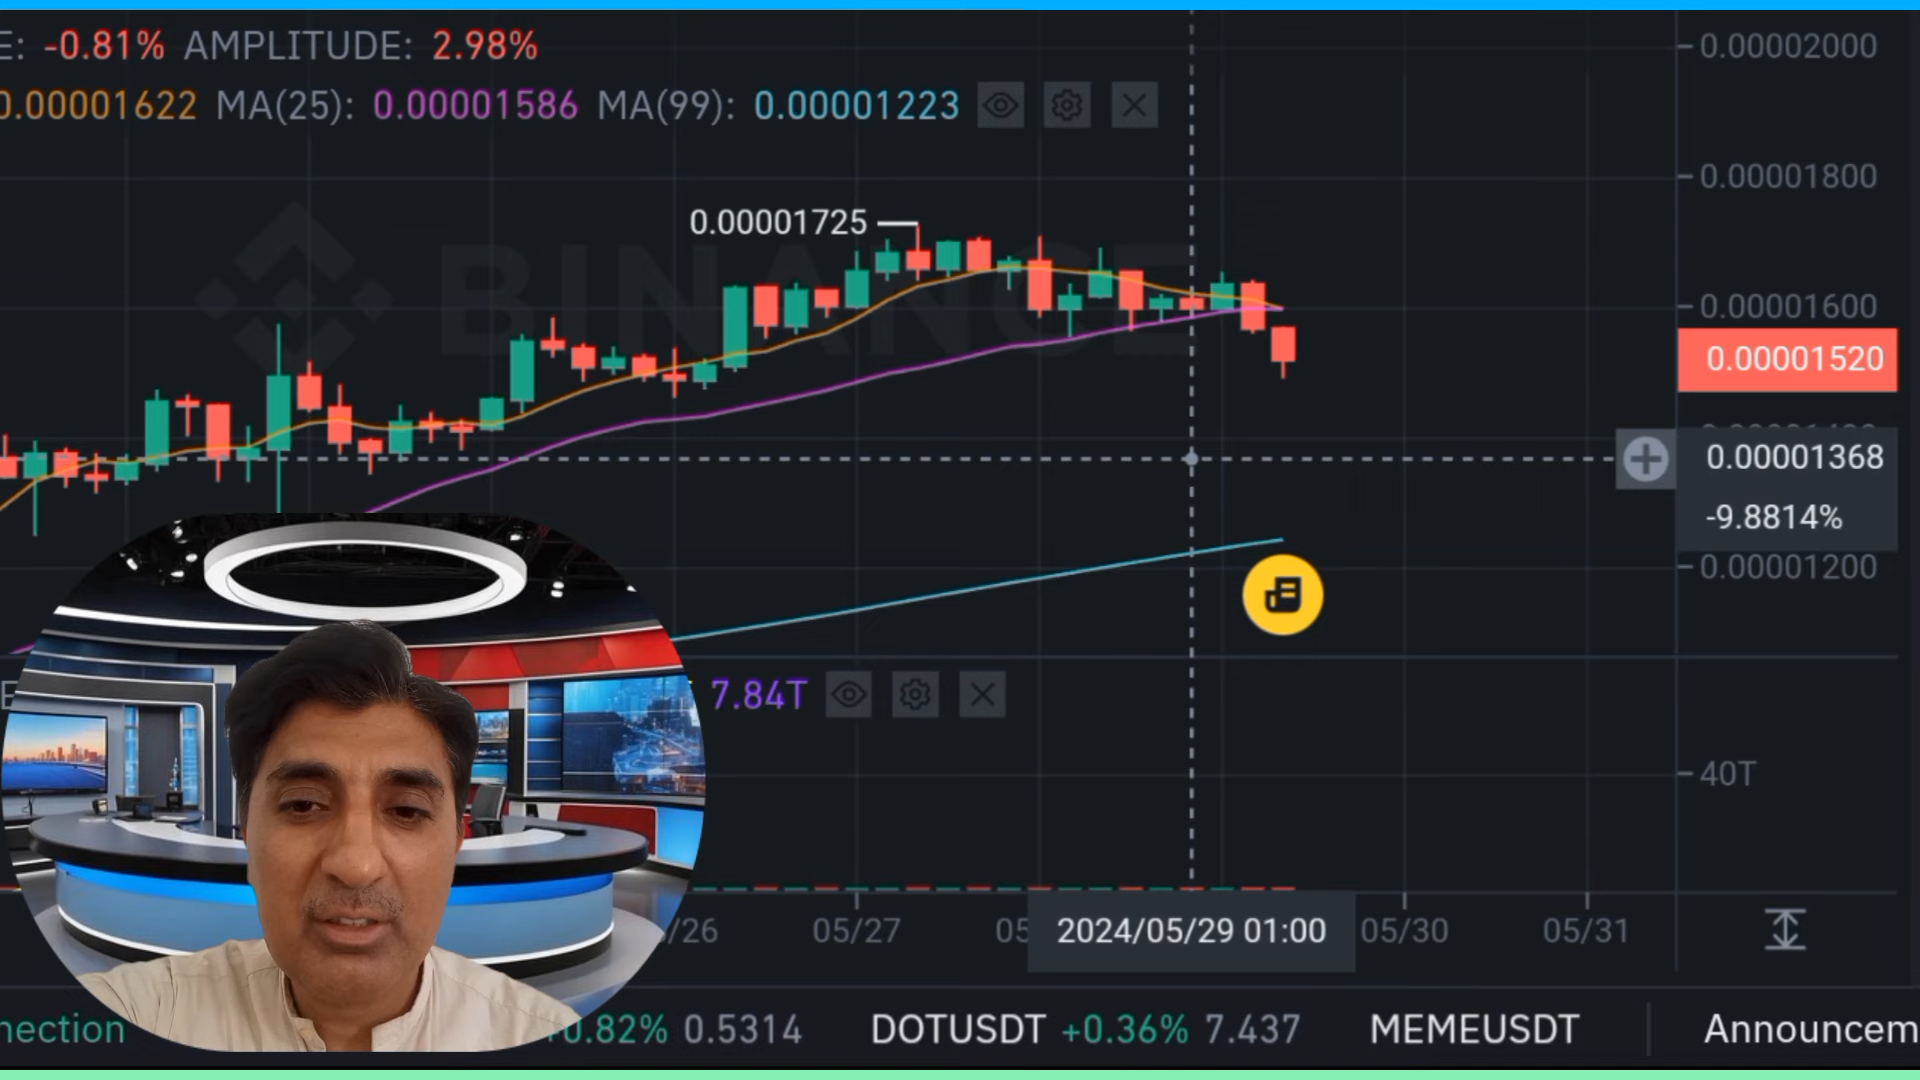 E: -0.81% AMPLITUDE: 2.98%
0.00001622 MA(25): 0.00001586 MA(99): 0.00001223
0.00002000
0.00001800
0.00001725
BINANCE
0.00001600
0.00001520
0.00001368
-9.8814%
0.00001200
7.84T
40T
/26 05/27 05 2024/05/29 01:00 05/30 05/31
nection 0.82% 0.5314 DOTUSDT +0.36% 7.437 MEMEUSDT Announcem